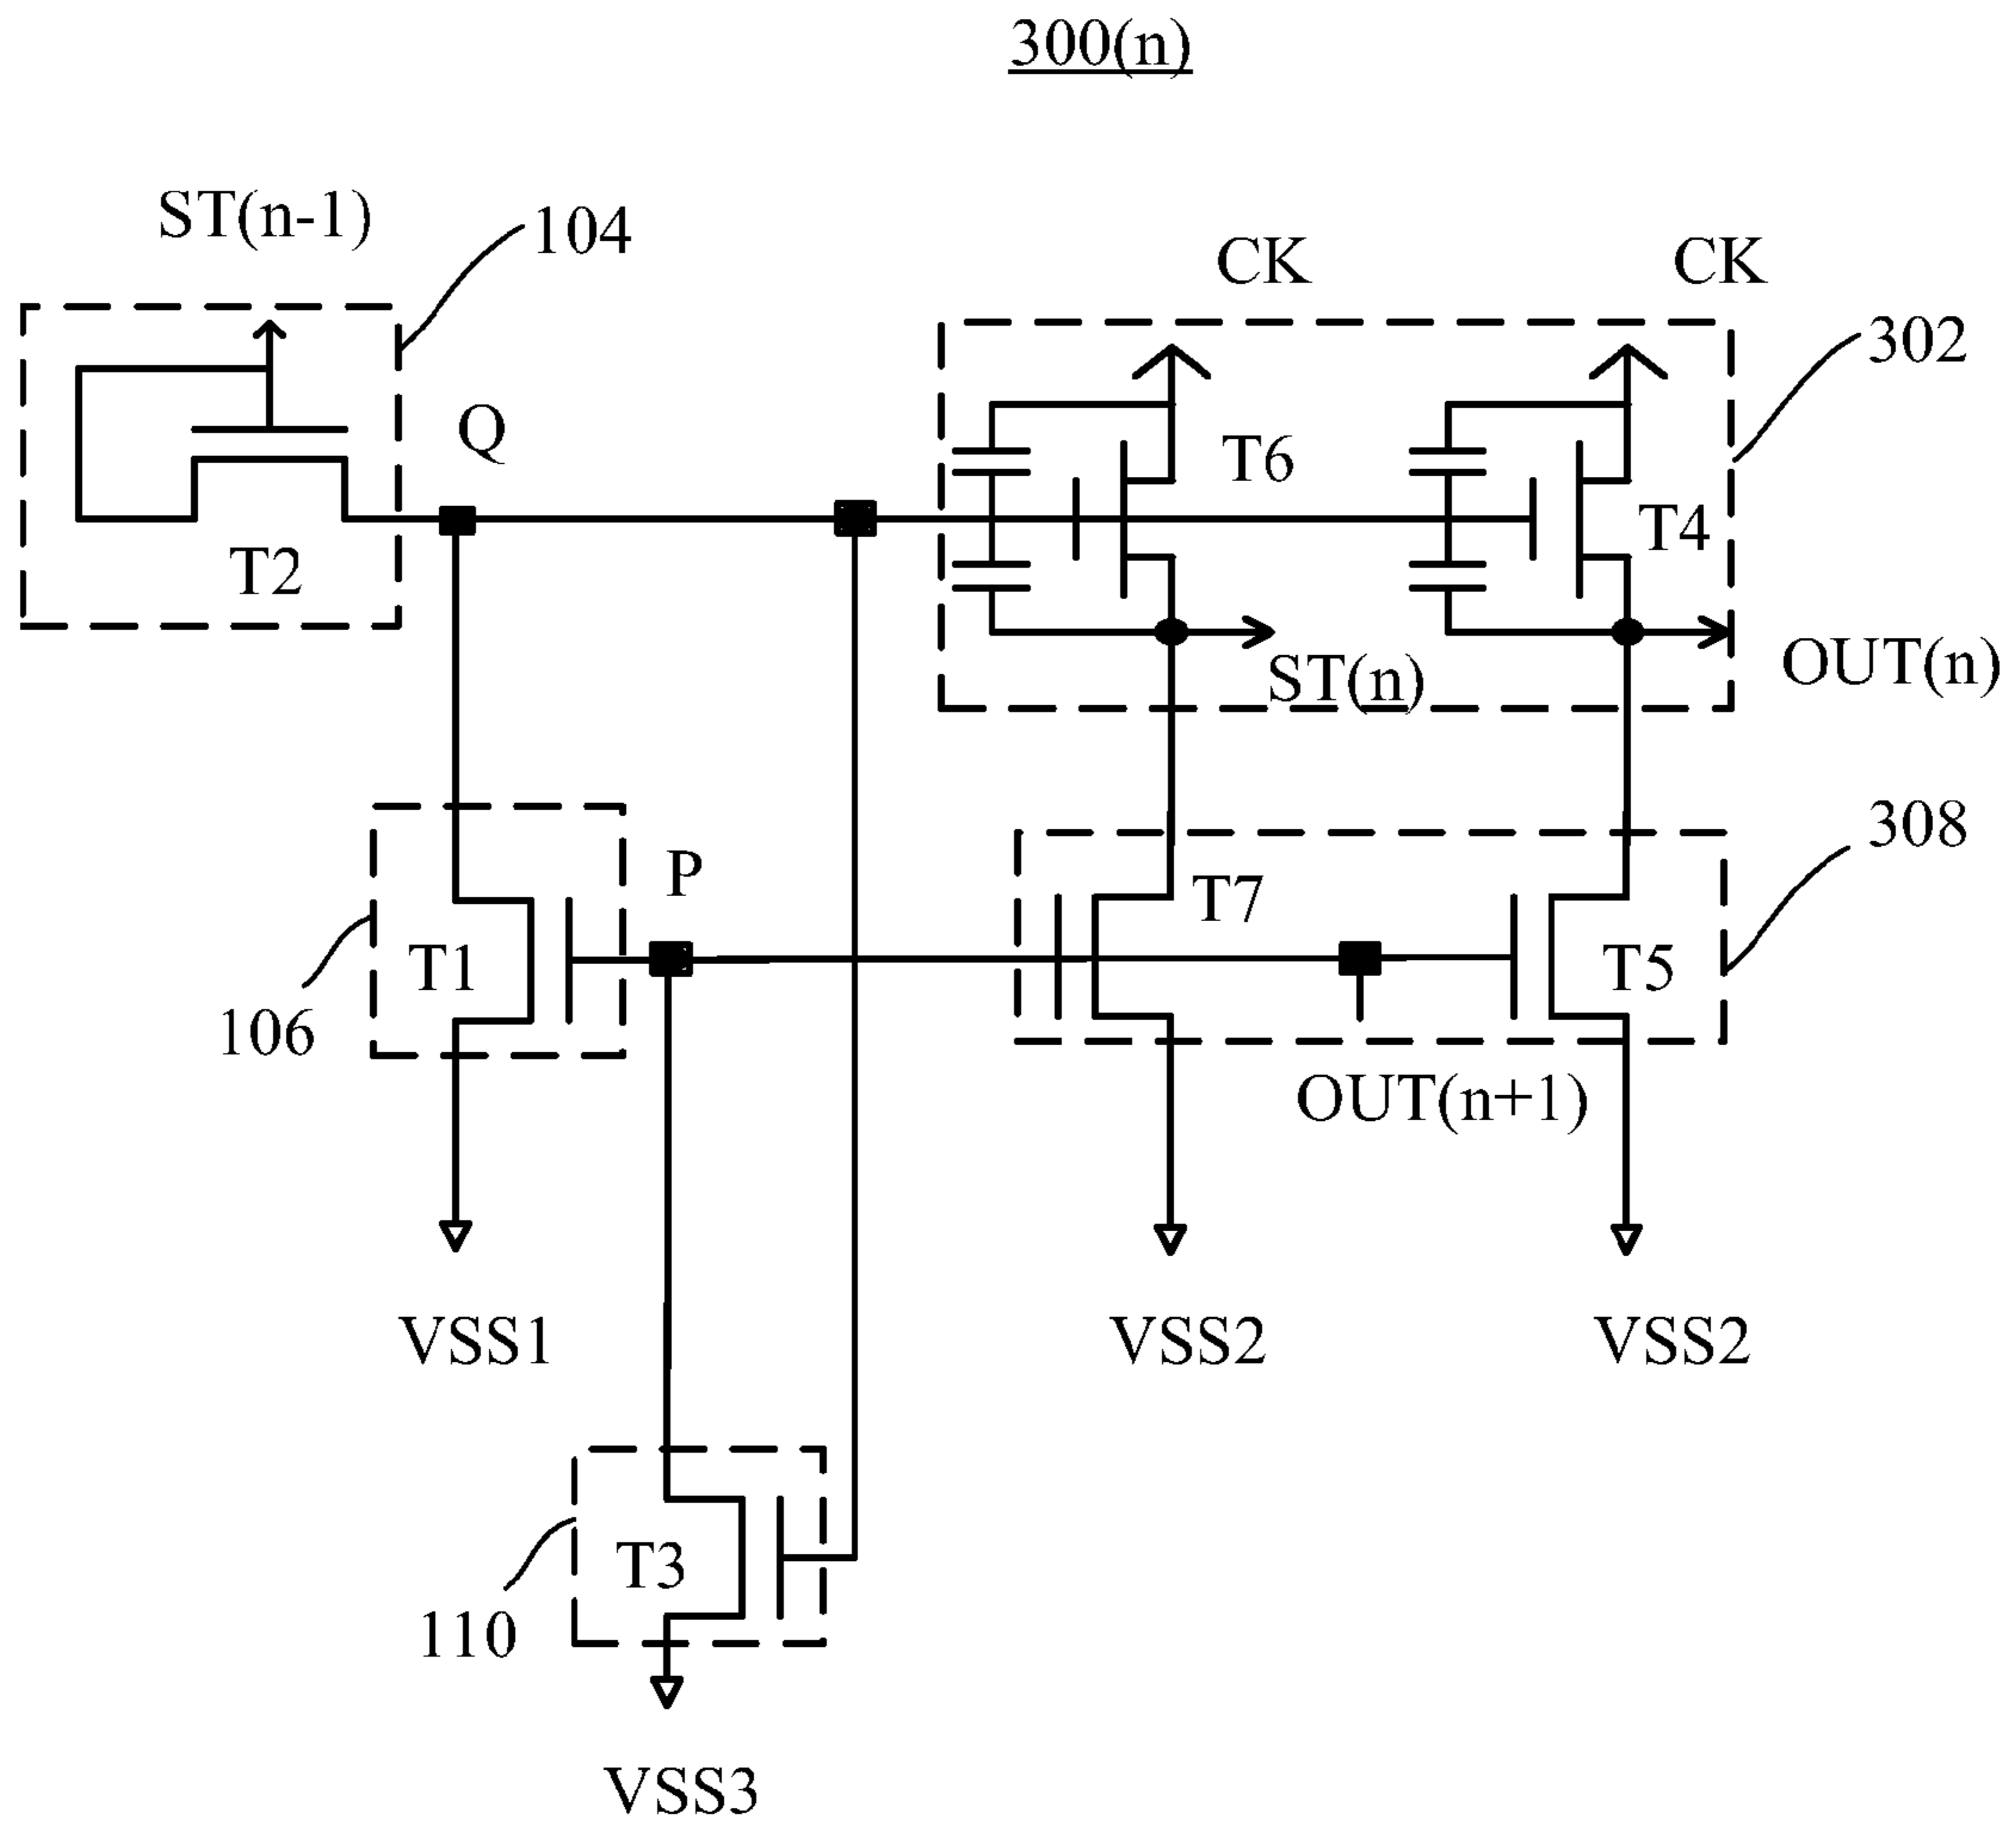 300(n)
ST(n-1)
104
CK
CK
302
Q
T6
T4
T2
ST(n)
OUT(n)
308
P
T7
T1
T5
106
OUT(n+1)
VSS1
VSS2
VSS2
T3
110
VSS3